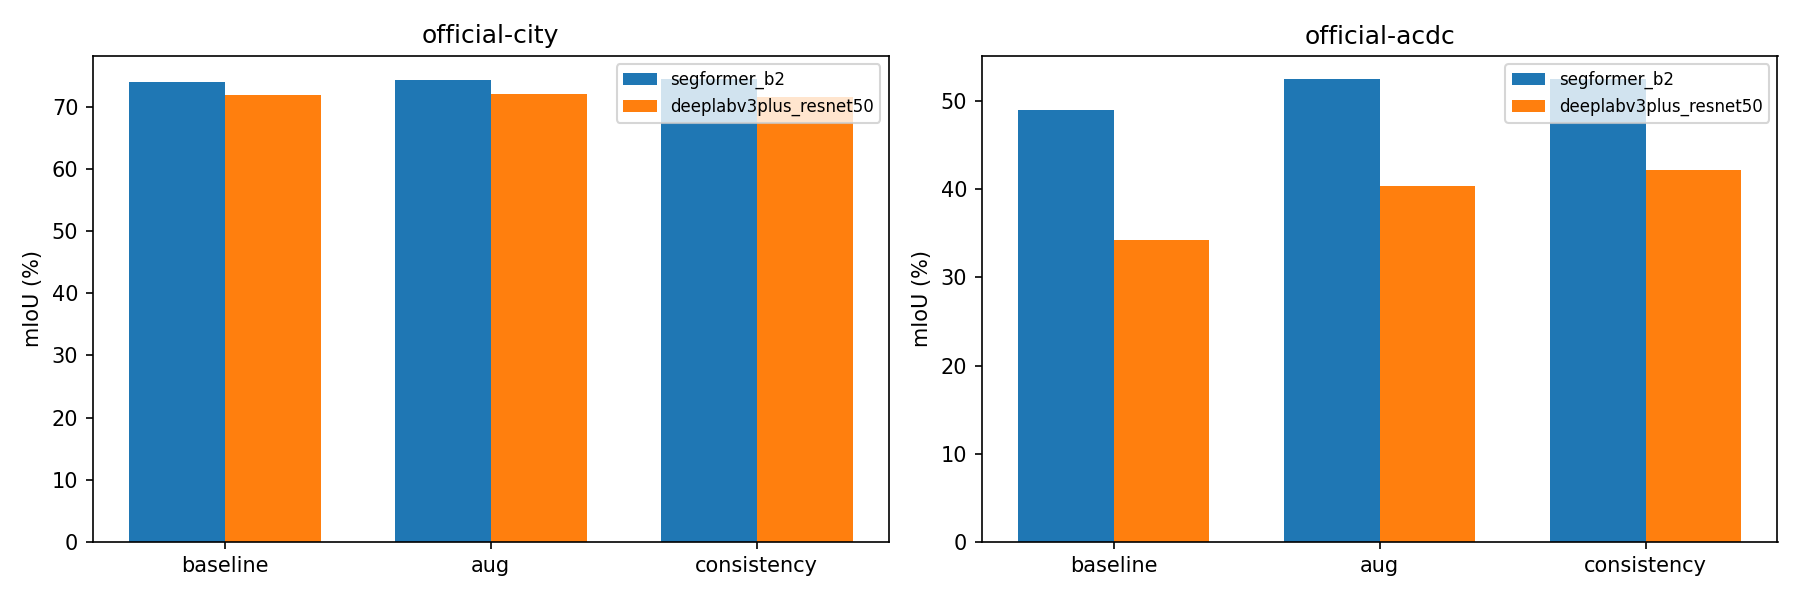 official-city
segformer_b2
deeplabv3plus_resnet50
mIoU (%)
70
60
50
40
30
20
10
0
baseline
aug
consistency
official-acdc
segformer_b2
deeplabv3plus_resnet50
mIoU (%)
50
40
30
20
10
0
baseline
aug
consistency